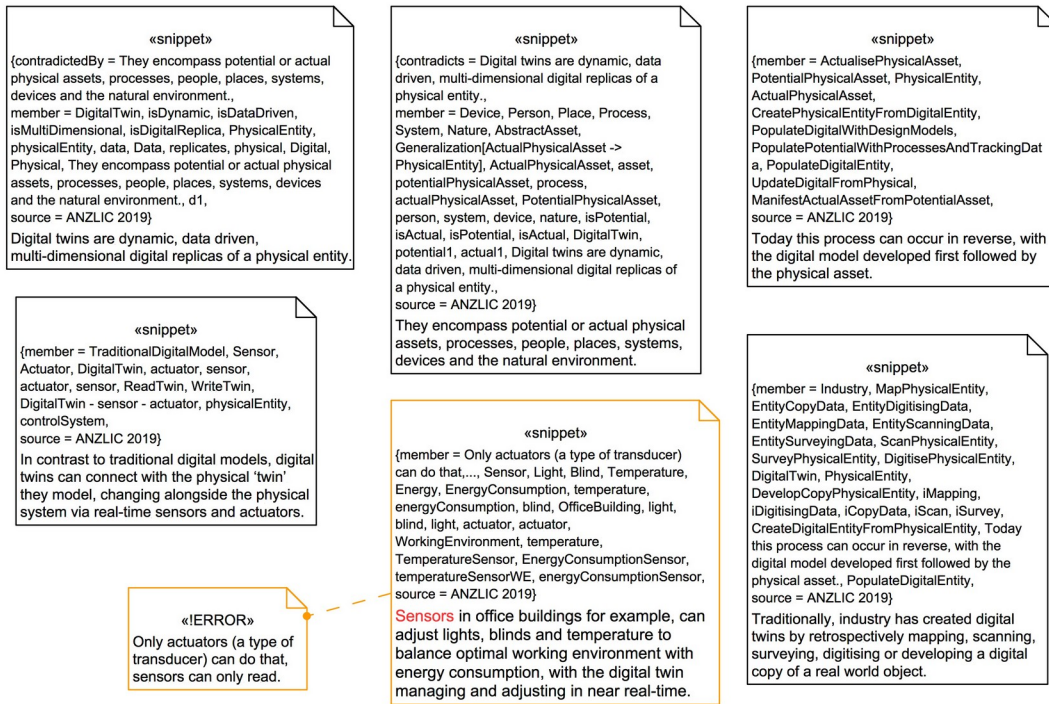 «snippet»
{contradictedBy = They encompass potential or actual
physical assets, processes, people, places, systems,
devices and the natural environment.,
member = DigitalTwin, isDynamic, isDataDriven,
isMultiDimensional, isDigitalReplica, PhysicalEntity,
physicalEntity, data, Data, replicates, physical, Digital,
Physical, They encompass potential or actual physical
assets, processes, people, places, systems, devices
and the natural environment., d1,
source = ANZLIC 2019}
Digital twins are dynamic, data driven,
multi-dimensional digital replicas of a physical entity.
«snippet»
{contradicts = Digital twins are dynamic, data
driven, multi-dimensional digital replicas of a
physical entity.,
member = Device, Person, Place, Process,
System, Nature, AbstractAsset,
Generalization[ActualPhysicalAsset ->
PhysicalEntity], ActualPhysicalAsset, asset,
potentialPhysicalAsset, process,
actualPhysicalAsset, PotentialPhysicalAsset,
person, system, device, nature, isPotential,
isActual, isPotential, isActual, DigitalTwin,
potential1, actual1, Digital twins are dynamic,
data driven, multi-dimensional digital replicas of
a physical entity.,
source = ANZLIC 2019}
They encompass potential or actual physical
assets, processes, people, places, systems,
devices and the natural environment.
«snippet»
{member = ActualisePhysicalAsset,
PotentialPhysicalAsset, PhysicalEntity,
ActualPhysicalAsset,
CreatePhysicalEntityFromDigitalEntity,
PopulateDigitalWithDesignModels,
PopulatePotentialWithProcessesAndTrackingDat
a, PopulateDigitalEntity,
UpdateDigitalFromPhysical,
ManifestActualAssetFromPotentialAsset,
source = ANZLIC 2019}
Today this process can occur in reverse, with
the digital model developed first followed by
the physical asset.
«snippet»
{member = TraditionalDigitalModel, Sensor,
Actuator, DigitalTwin, actuator, sensor,
actuator, sensor, ReadTwin, WriteTwin,
DigitalTwin - sensor - actuator, physicalEntity,
controlSystem,
source = ANZLIC 2019}
In contrast to traditional digital models, digital
twins can connect with the physical ‘twin’
they model, changing alongside the physical
system via real-time sensors and actuators.
«snippet»
{member = Only actuators (a type of transducer)
can do that,..., Sensor, Light, Blind, Temperature,
Energy, EnergyConsumption, temperature,
energyConsumption, blind, OfficeBuilding, light,
blind, light, actuator, actuator,
WorkingEnvironment, temperature,
TemperatureSensor, EnergyConsumptionSensor,
temperatureSensorWE, energyConsumptionSensor,
source = ANZLIC 2019}
Sensors in office buildings for example, can
adjust lights, blinds and temperature to
balance optimal working environment with
energy consumption, with the digital twin
managing and adjusting in near real-time.
«snippet»
{member = Industry, MapPhysicalEntity,
EntityCopyData, EntityDigitisingData,
EntityMappingData, EntityScanningData,
EntitySurveyingData, ScanPhysicalEntity,
SurveyPhysicalEntity, DigitisePhysicalEntity,
DigitalTwin, PhysicalEntity,
DevelopCopyPhysicalEntity, iMapping,
iDigitisingData, iCopyData, iScan, iSurvey,
CreateDigitalEntityFromPhysicalEntity, Today
this process can occur in reverse, with the
digital model developed first followed by the
physical asset., PopulateDigitalEntity,
source = ANZLIC 2019}
Traditionally, industry has created digital
twins by retrospectively mapping, scanning,
surveying, digitising or developing a digital
copy of a real world object.
«!ERROR»
Only actuators (a type of
transducer) can do that,
sensors can only read.